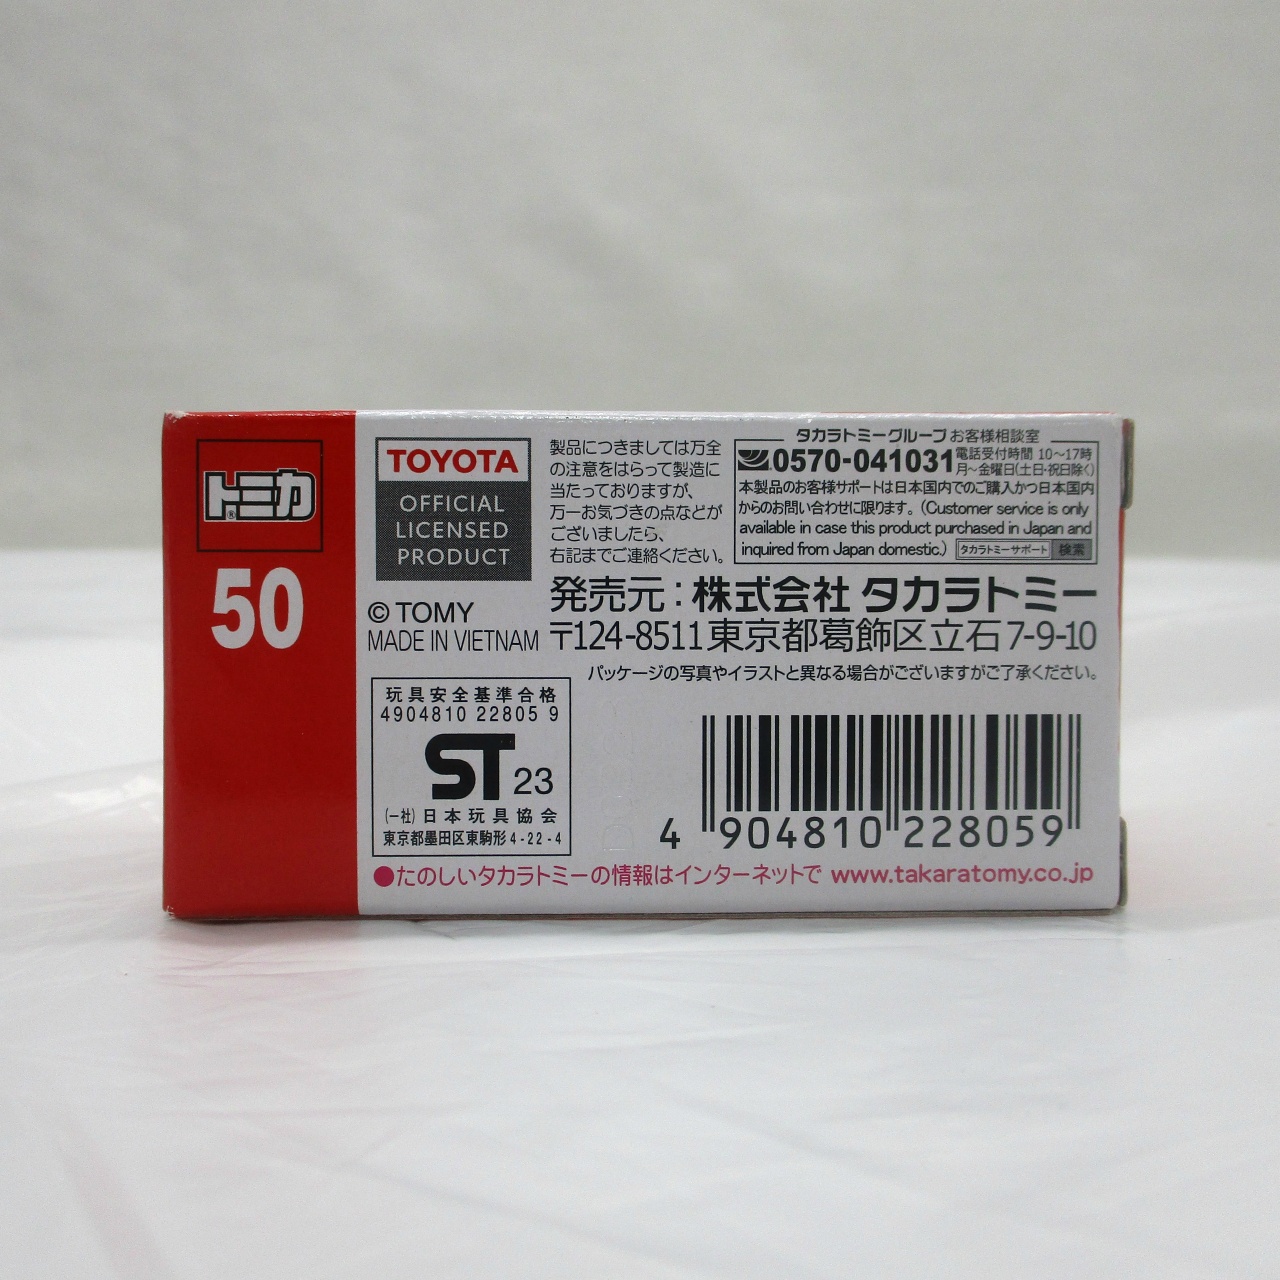 トミカ®
50
TOYOTA
OFFICIAL
LICENSED
PRODUCT
© TOMY
MADE IN VIETNAM
製品につきましては万全
の注意をはらって製造に
当たっておりますが、
万一お気づきの点などが
ございましたら、
右記までご連絡ください。
タカラトミーグループ お客様相談室
0570-041031 電話受付時間 10〜17時
月〜金曜日(土日・祝日除く)
本製品のお客様サポートは日本国内でのご購入かつ日本国内
からのお問い合わせに限ります。(Customer service is only
available in case this product purchased in Japan and
inquired from Japan domestic.) タカラトミーサポート 検索
発売元:株式会社 タカラトミー
〒124-8511 東京都葛飾区立石7-9-10
パッケージの写真やイラストと異なる場合がございますがご了承ください。
玩具安全基準合格
4904810 22805 9
ST 23
(一社)日本玩具協会
東京都墨田区東駒形4-22-4
4 904810 228059
●たのしいタカラトミーの情報はインターネットで www.takaratomy.co.jp